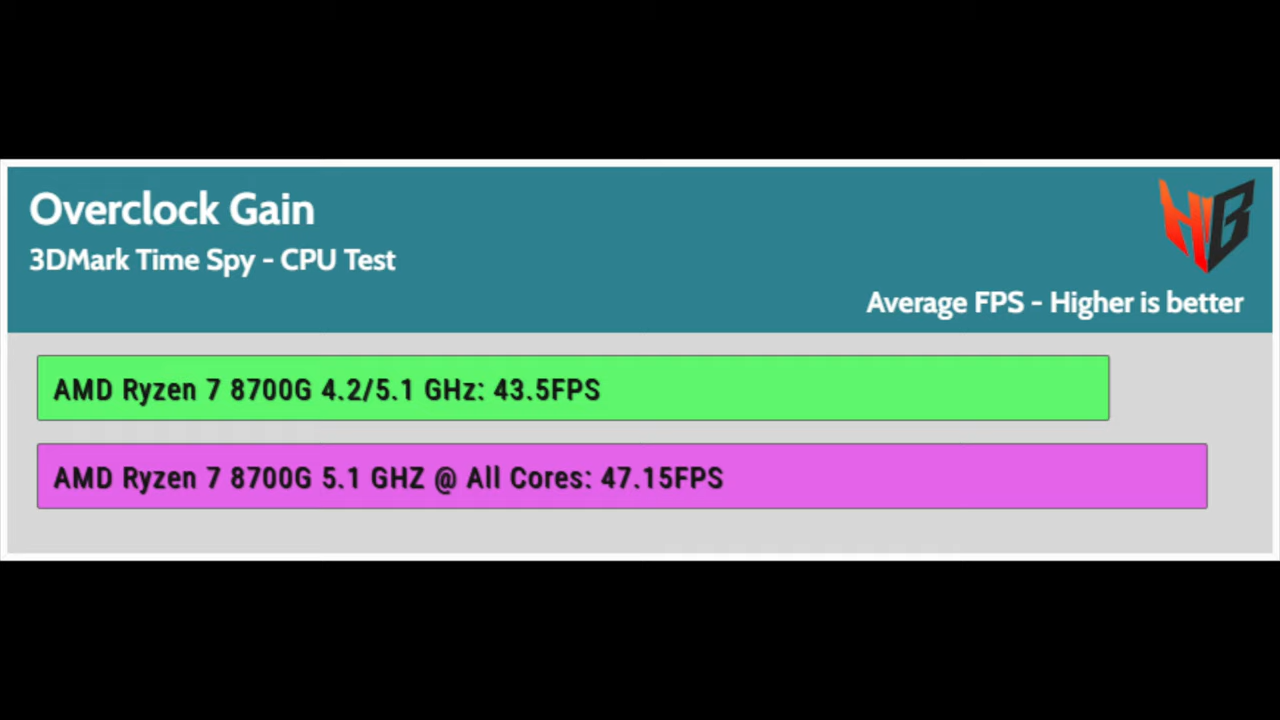 Overclock Gain
3DMark Time Spy - CPU Test
HB
Average FPS - Higher is better
AMD Ryzen 7 8700G 4.2/5.1 GHz: 43.5FPS
AMD Ryzen 7 8700G 5.1 GHZ @ All Cores: 47.15FPS